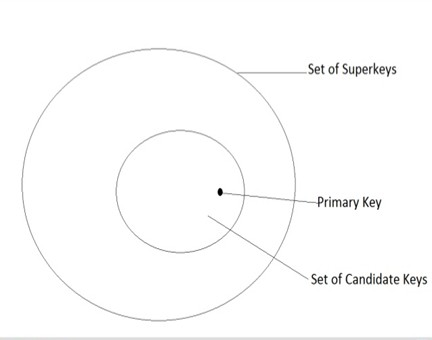 Set of Superkeys
Primary Key
Set of Candidate Keys